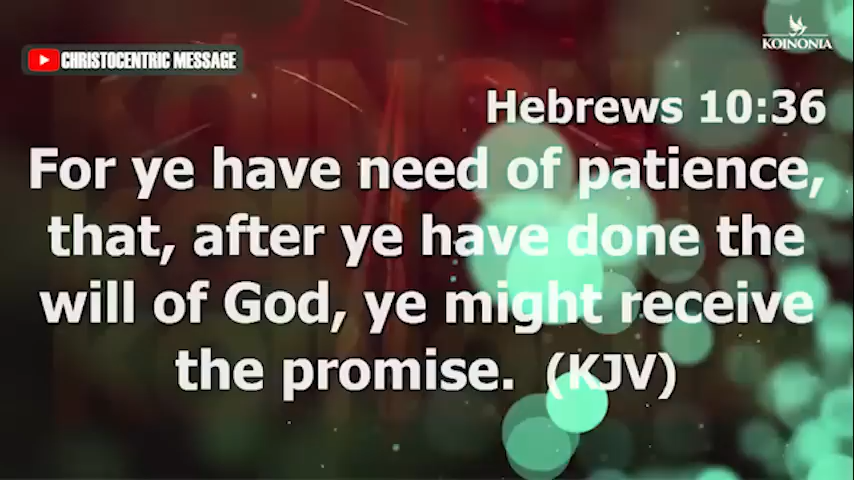 KOINONIA
CHRISTOCENTRIC MESSAGE
Hebrews 10:36
For ye have need of patience,
that, after ye have done the
will of God, ye might receive
the promise. (KJV)